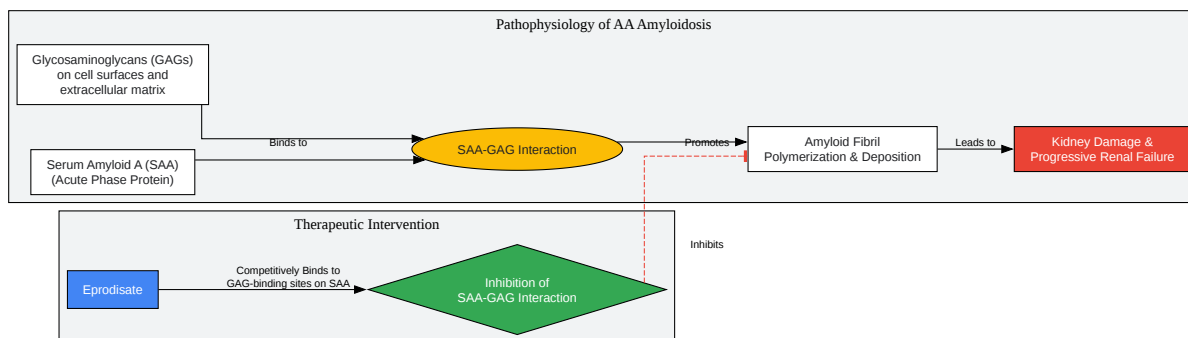 Pathophysiology of AA Amyloidosis
Glycosaminoglycans (GAGs)
on cell surfaces and
extracellular matrix
Binds to
Serum Amyloid A (SAA)
(Acute Phase Protein)
SAA-GAG Interaction
Promotes
Amyloid Fibril
Polymerization & Deposition
Leads to
Kidney Damage &
Progressive Renal Failure
Therapeutic Intervention
Eprodisate
Competitively Binds to
GAG-binding sites on SAA
Inhibition of
SAA-GAG Interaction
Inhibits